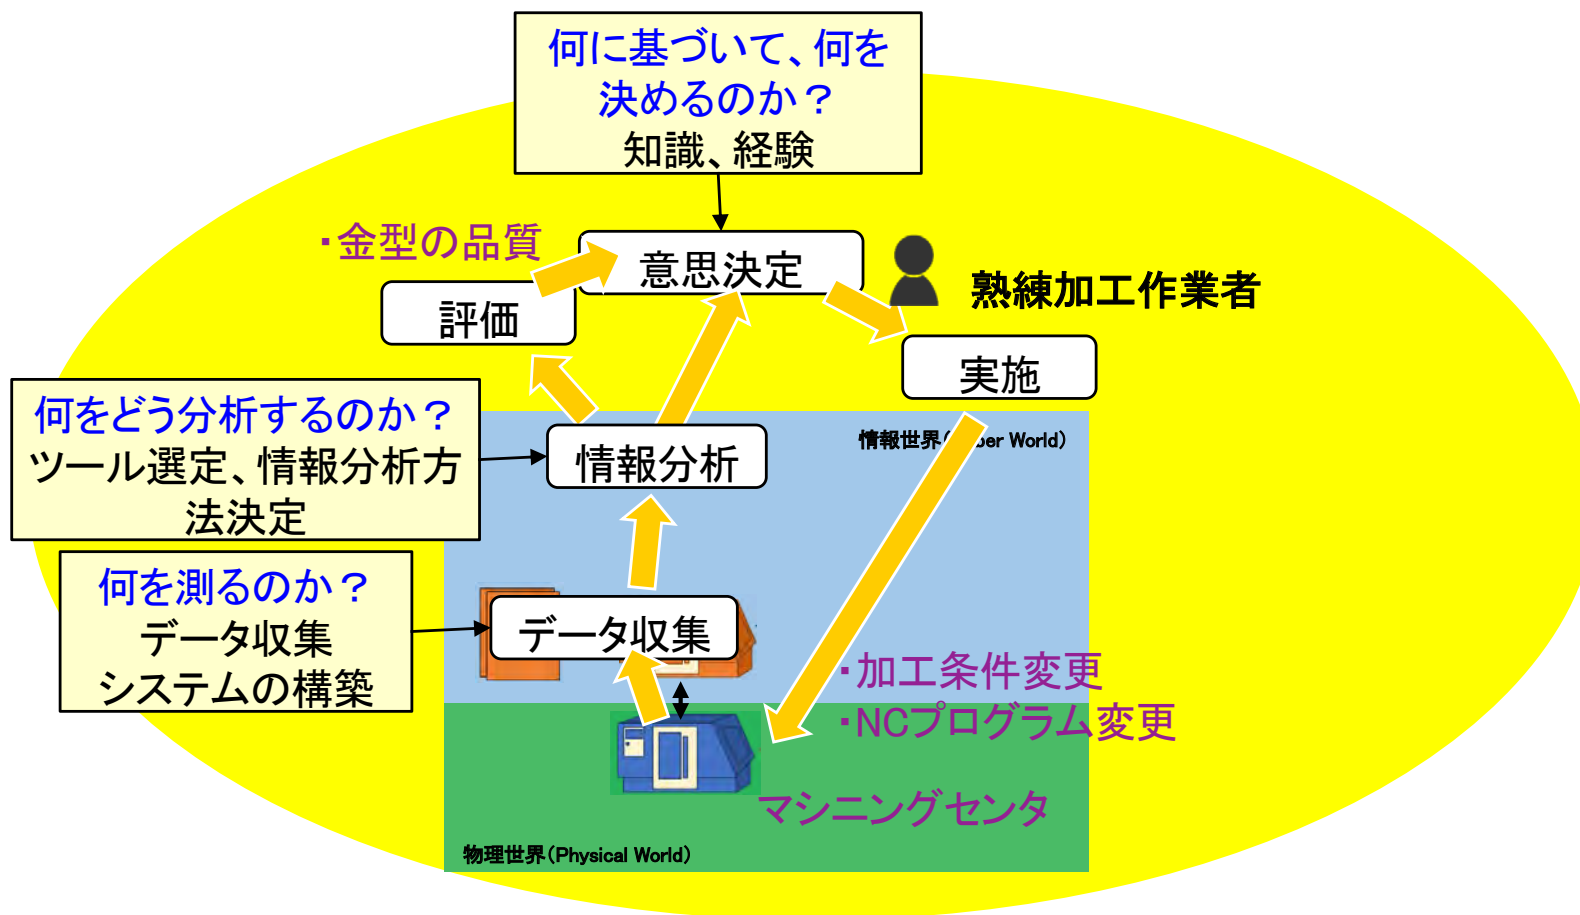 何に基づいて、何を
決めるのか？
知識、経験
・金型の品質
意思決定
熟練加工作業者
評価
実施
何をどう分析するのか？
ツール選定、情報分析方
法決定
情報世界（
ber World）
情報分析
何を測るのか？
データ収集
システムの構築
データ収集
・加工条件変更
・NCプログラム変更
マシニングセンタ
物理世界（Physical World）